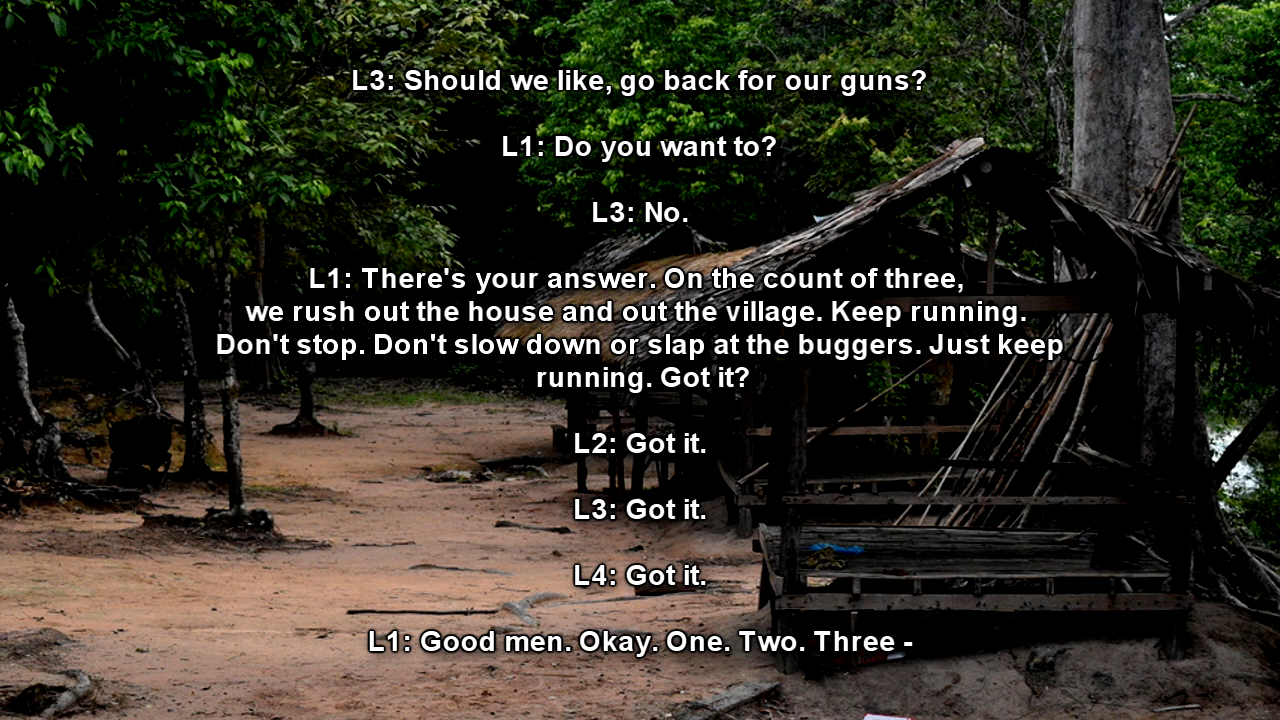 L3: Should we like, go back for our guns?
L1: Do you want to?
L3: No.
L1: There's your answer. On the count of three,
we rush out the house and out the village. Keep running.
Don't stop. Don't slow down or slap at the buggers. Just keep
running. Got it?
L2: Got it.
L3: Got it.
L4: Got it.
L1: Good men. Okay. One. Two. Three -